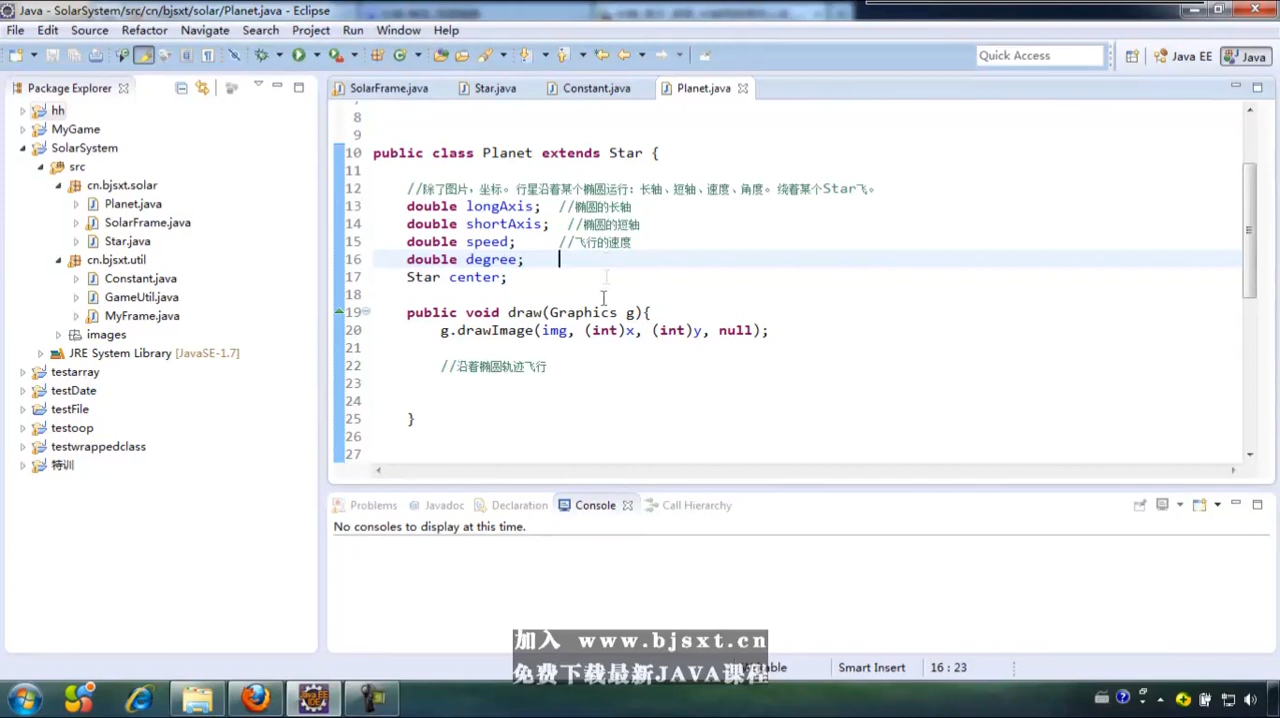 Java - SolarSystem/src/cn/bjsxt/solar/Planet.java - Eclipse
File Edit Source Refactor Navigate Search Project Run Window Help
Quick Access
Java EE
Java
Package Explorer
SolarFrame.java
Star.java
Constant.java
Planet.java
hh
MyGame
SolarSystem
src
cn.bjsxt.solar
Planet.java
SolarFrame.java
Star.java
cn.bjsxt.util
Constant.java
GameUtil.java
MyFrame.java
images
JRE System Library [JavaSE-1.7]
testarray
testDate
testFile
testoop
testwrappedclass
特训
8
9
10 public class Planet extends Star {
11
12 //除了图片，坐标。行星沿着某个椭圆运行：长轴、短轴、速度、角度。绕着某个Star飞。
13 double longAxis; //椭圆的长轴
14 double shortAxis; //椭圆的短轴
15 double speed; //飞行的速度
16 double degree;
17 Star center;
18
19 public void draw(Graphics g){
20 g.drawImage(img, (int)x, (int)y, null);
21
22 //沿着椭圆轨迹飞行
23
24
25 }
26
27
Problems Javadoc Declaration Console Call Hierarchy
No consoles to display at this time.
加入 www.bjsxt.cn
免费下载最新JAVA课程
Smart Insert
16 : 23